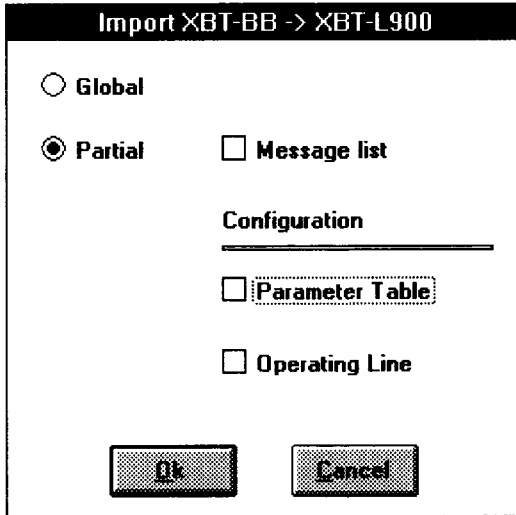 Import XBT-BB -> XBT-L900
Global
Partial
Message list
Configuration
Parameter Table
Operating Line
Ok
Cancel